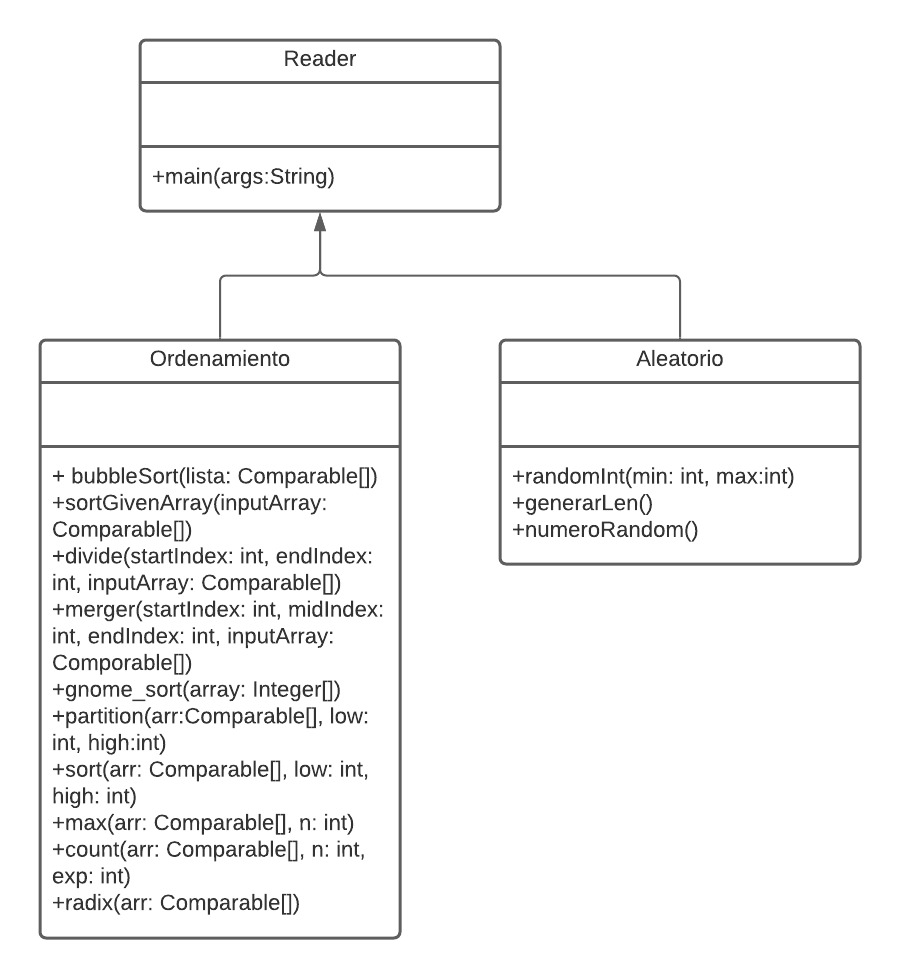 Reader
+main(args:String)
Ordenamiento
+ bubbleSort(lista: Comparable[])
+sortGivenArray(inputArray:
Comparable[])
+divide(startIndex: int, endIndex:
int, inputArray: Comparable[])
+merger(startIndex: int, midIndex:
int, endIndex: int, inputArray:
Comporable[])
+gnome_sort(array: Integer[])
+partition(arr:Comparable[], low:
int, high:int)
+sort(arr: Comparable[], low: int,
high: int)
+max(arr: Comparable[], n: int)
+count(arr: Comparable[], n: int,
exp: int)
+radix(arr: Comparable[])
Aleatorio
+randomInt(min: int, max:int)
+generarLen()
+numeroRandom()